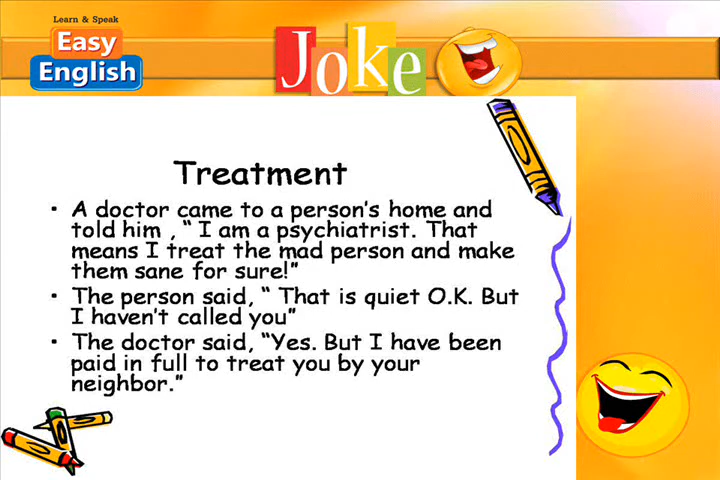 Learn & Speak
Easy
English
Joke
Treatment
• A doctor came to a person's home and
told him , " I am a psychiatrist. That
means I treat the mad person and make
them sane for sure!"
• The person said, " That is quiet O.K. But
I haven't called you"
• The doctor said, "Yes. But I have been
paid in full to treat you by your
neighbor."